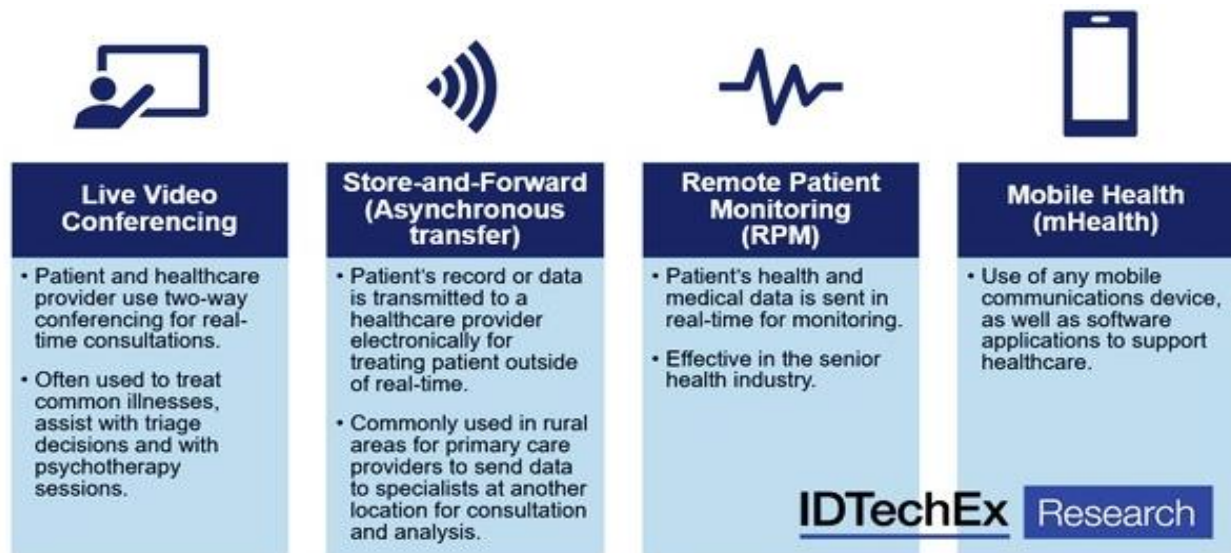 Live Video
Conferencing
• Patient and healthcare
provider use two-way
conferencing for real-
time consultations.
• Often used to treat
common illnesses,
assist with triage
decisions and with
psychotherapy
sessions.
Store-and-Forward
(Asynchronous
transfer)
• Patient's record or data
is transmitted to a
healthcare provider
electronically for
treating patient outside
of real-time.
• Commonly used in rural
areas for primary care
providers to send data
to specialists at another
location for consultation
and analysis.
Remote Patient
Monitoring
(RPM)
• Patient's health and
medical data is sent in
real-time for monitoring.
• Effective in the senior
health industry.
Mobile Health
(mHealth)
• Use of any mobile
communications device,
as well as software
applications to support
healthcare.
IDTechEx Research